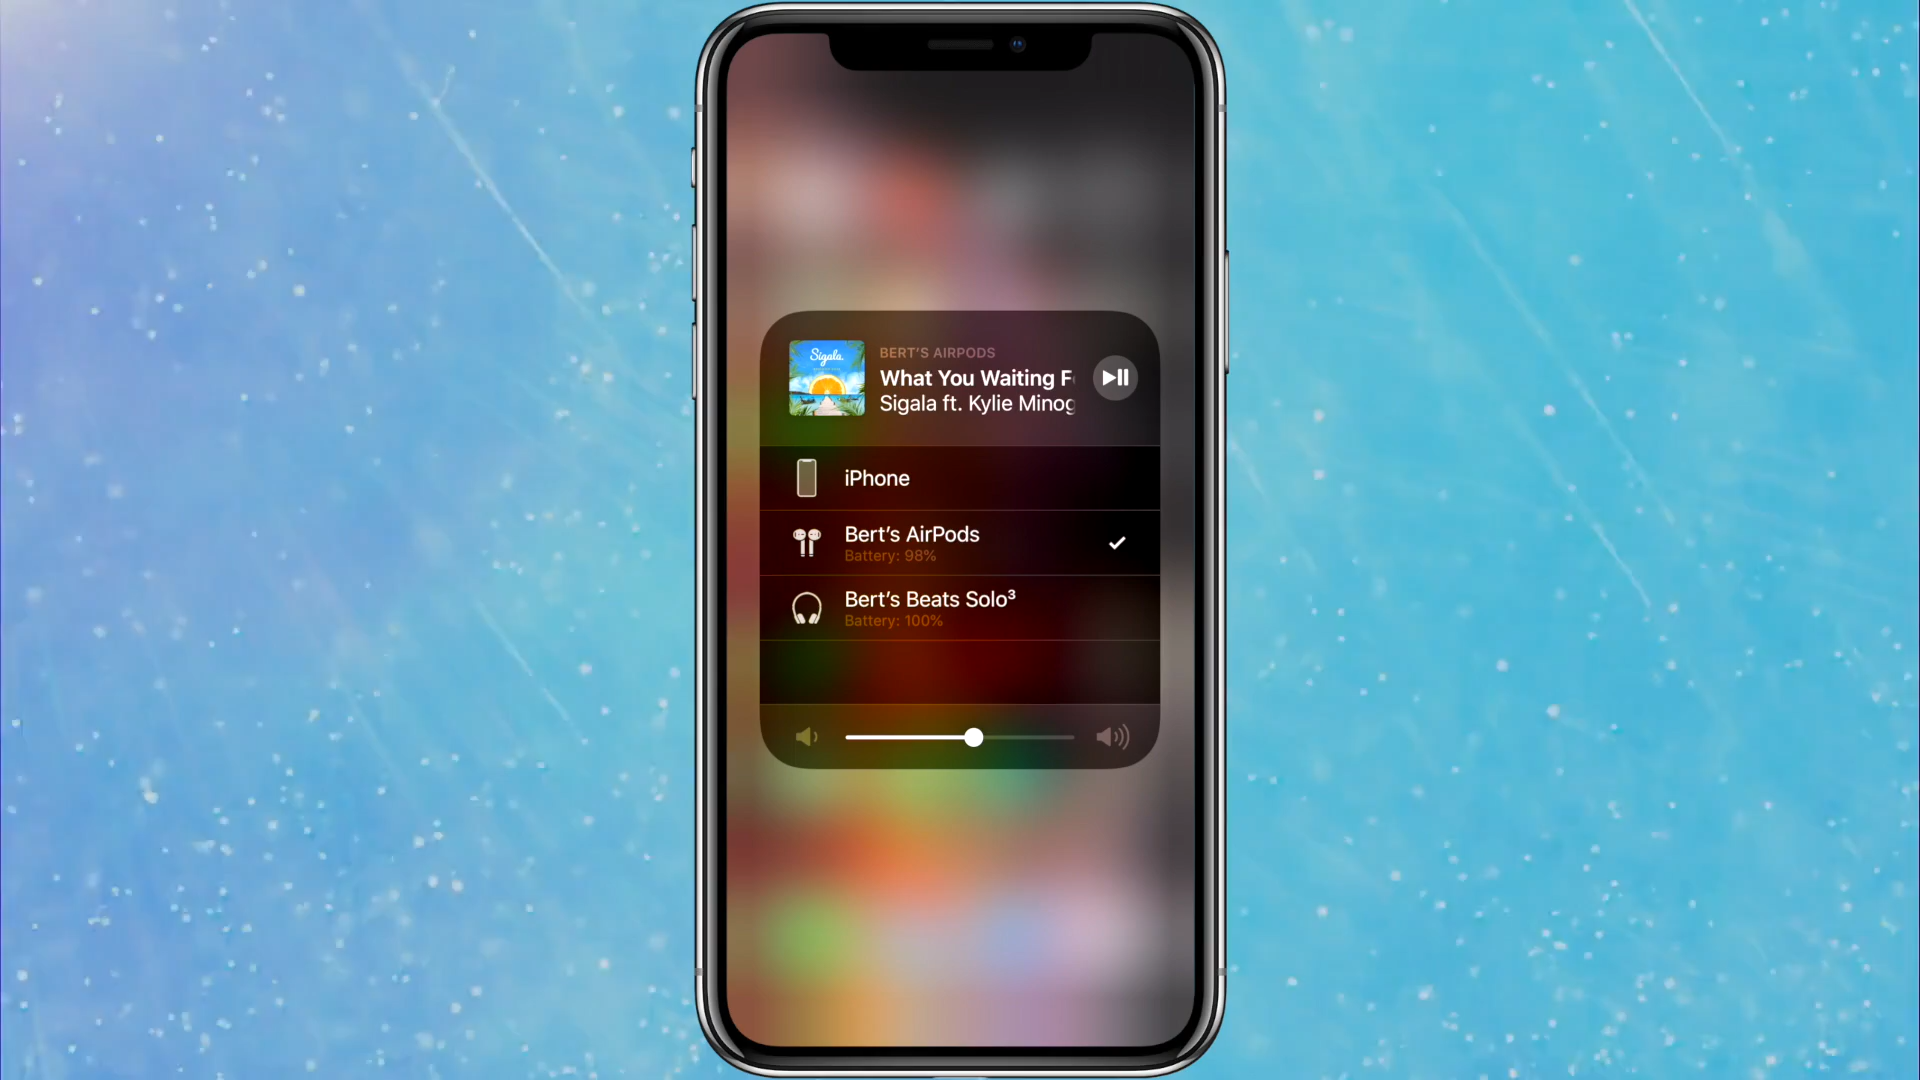 Sigala.
BERT'S AIRPODS
What You Waiting F
Sigala ft. Kylie Minog
iPhone
Bert's AirPods
Battery: 98%
Bert's Beats Solo³
Battery: 100%